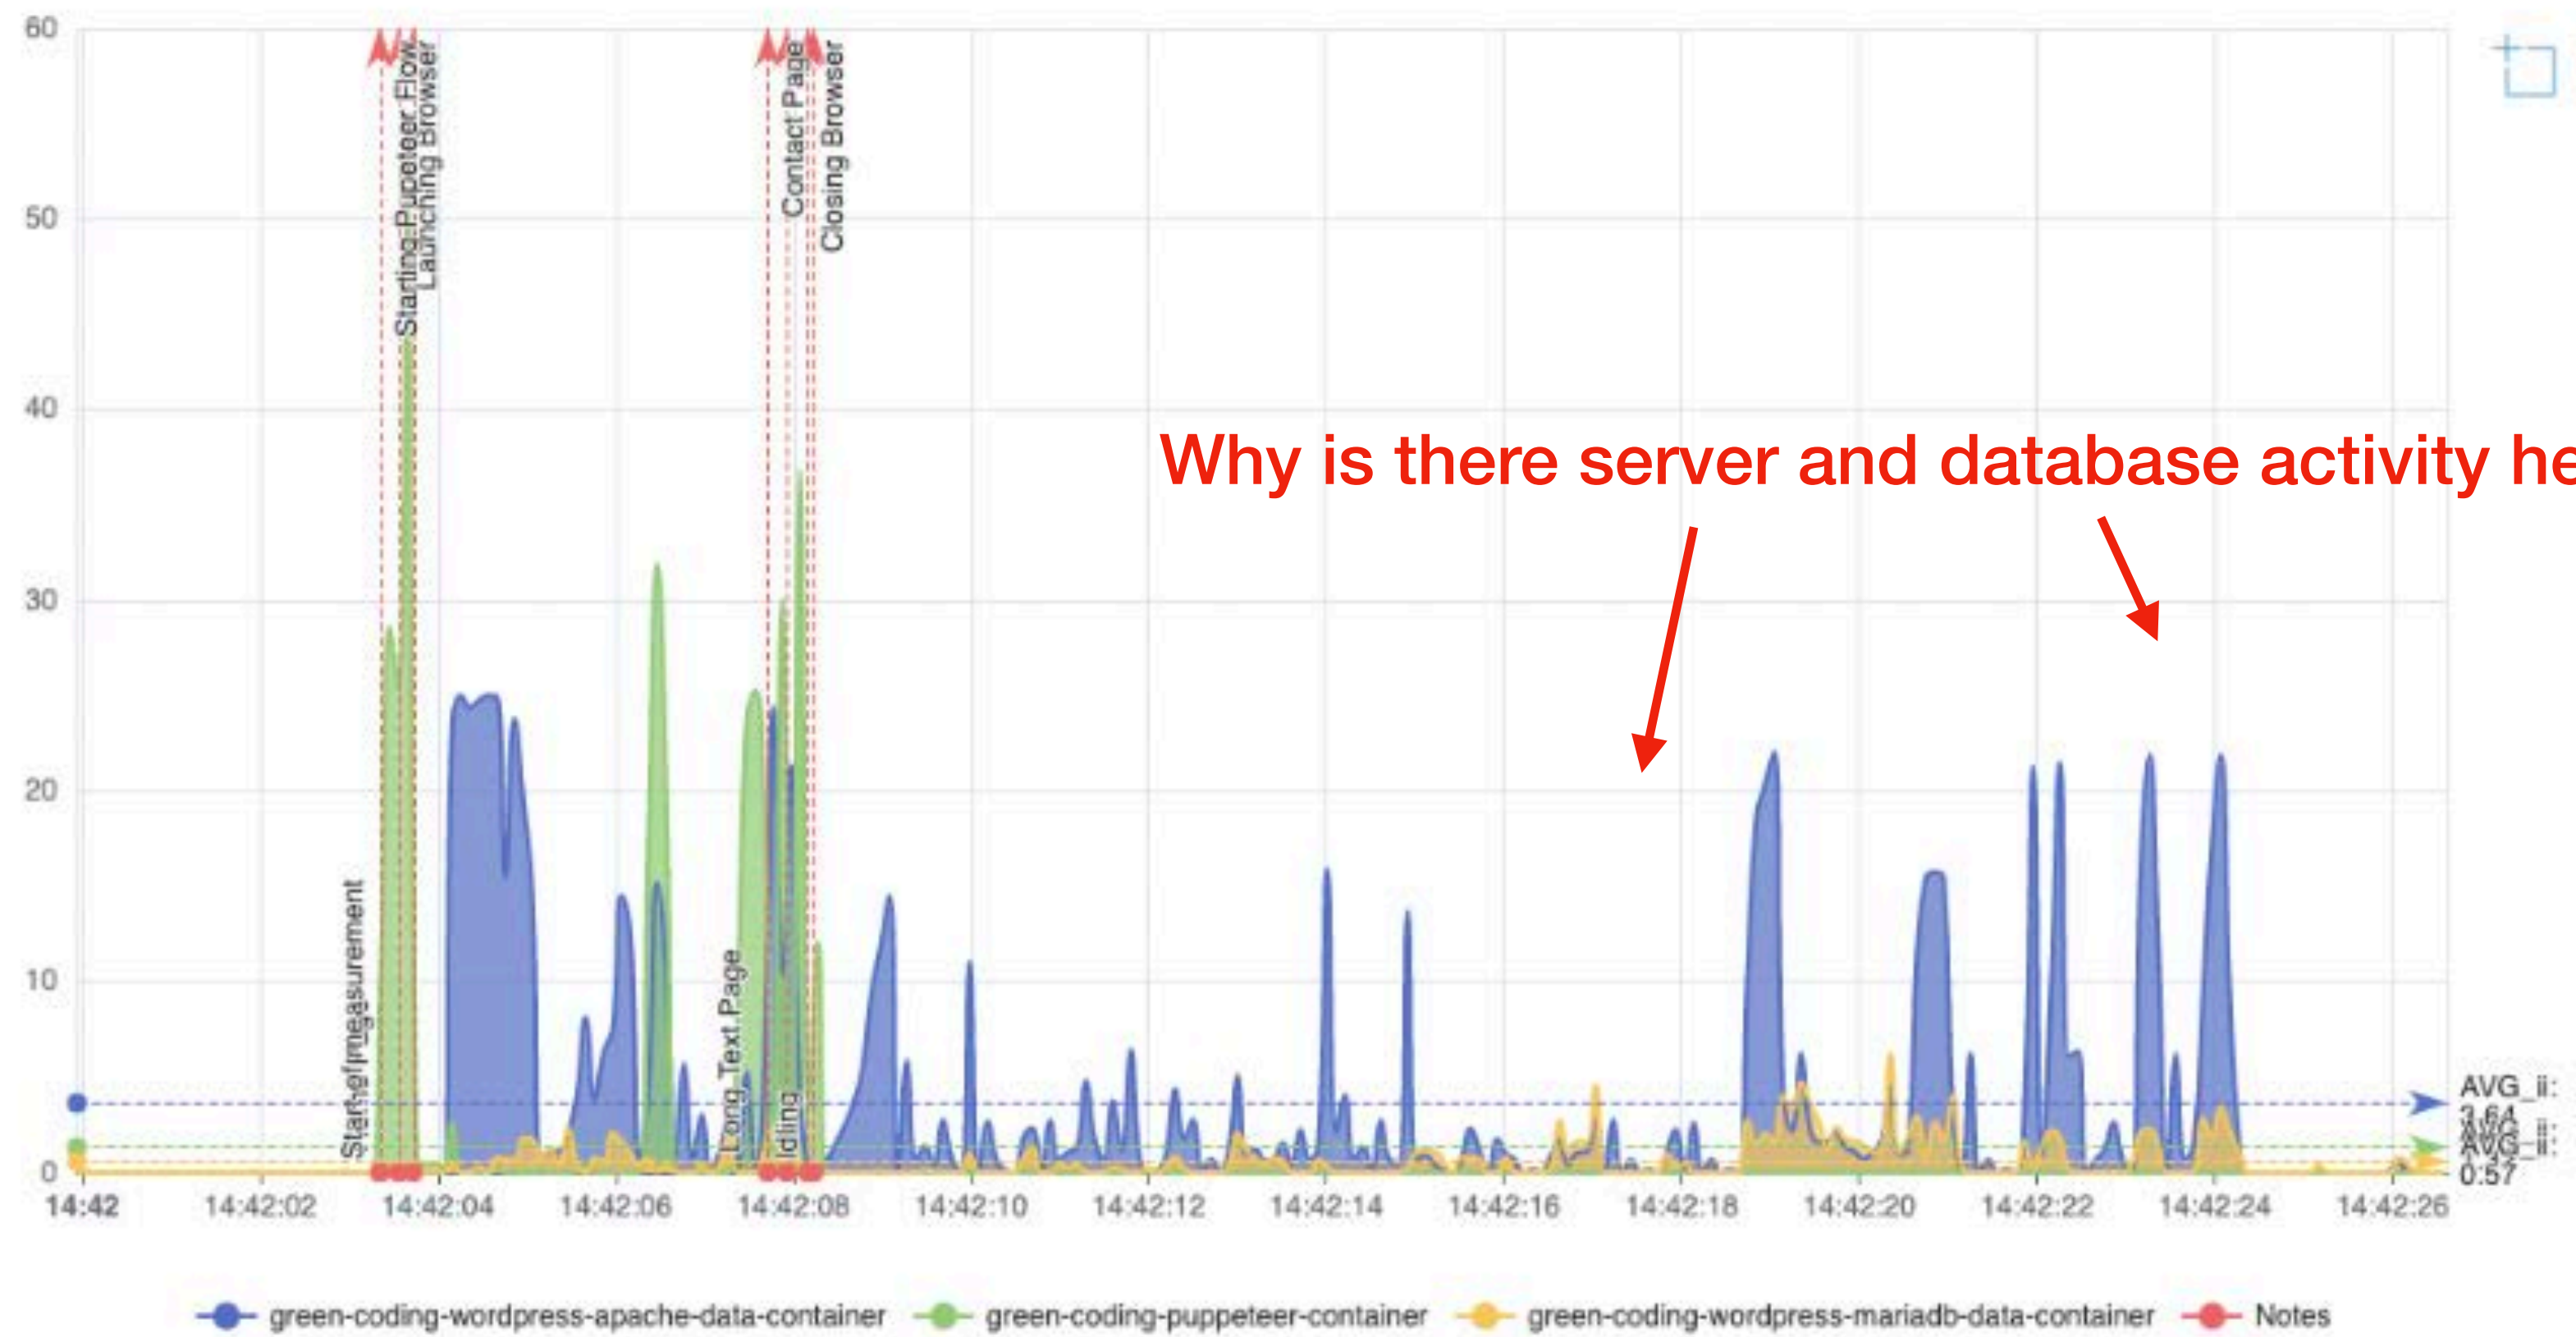 60
50
40
30
20
10
0
Starting Pupeteer Flow
Launching Browser
Contact Page
Closing Browser
Why is there server and database activity he
measurement
Long Text Page
Idling
AVG_ii:
3.64
AVG_ii:
0.57
14:42
14:42:02
14:42:04
14:42:06
14:42:08
14:42:10
14:42:12
14:42:14
14:42:16
14:42:18
14:42:20
14:42:22
14:42:24
14:42:26
green-coding-wordpress-apache-data-container
green-coding-puppeteer-container
green-coding-wordpress-mariadb-data-container
Notes